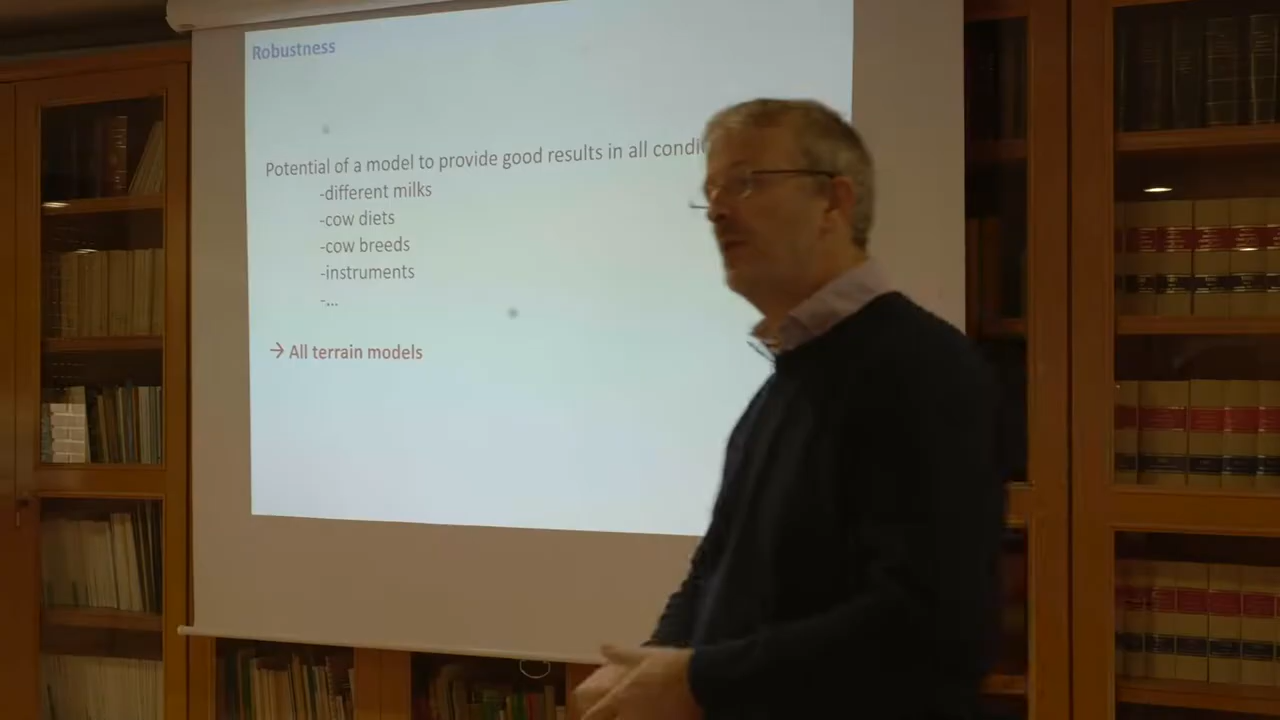 Robustness
Potential of a model to provide good results in all
-different milks
-cow diets
-cow breeds
-instruments
-...
→ All terrain models